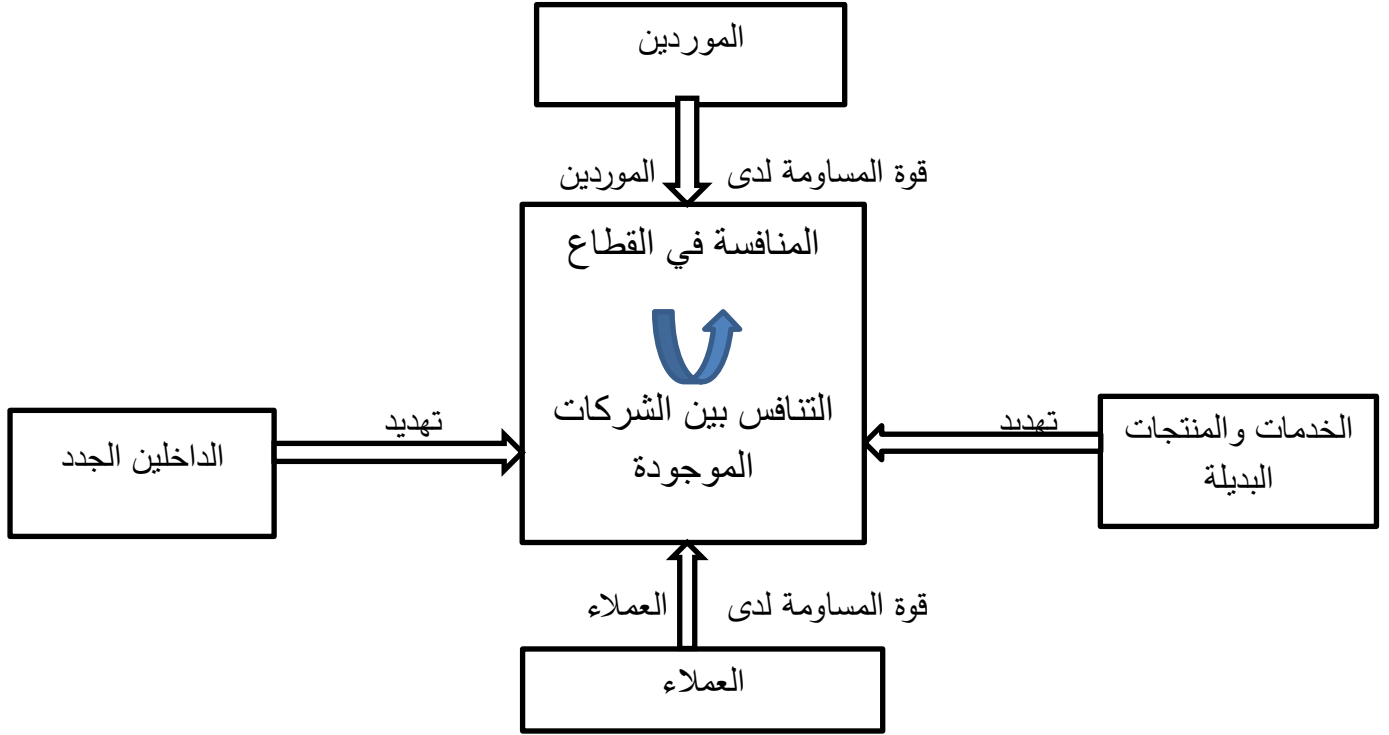 الموردين
قوة المساومة لدى الموردين
المنافسة في القطاع
التنافس بين الشركات
الموجودة
تهديد
الخدمات والمنتجات
البديلة
تهديد
الداخلين الجدد
قوة المساومة لدى العملاء
العملاء